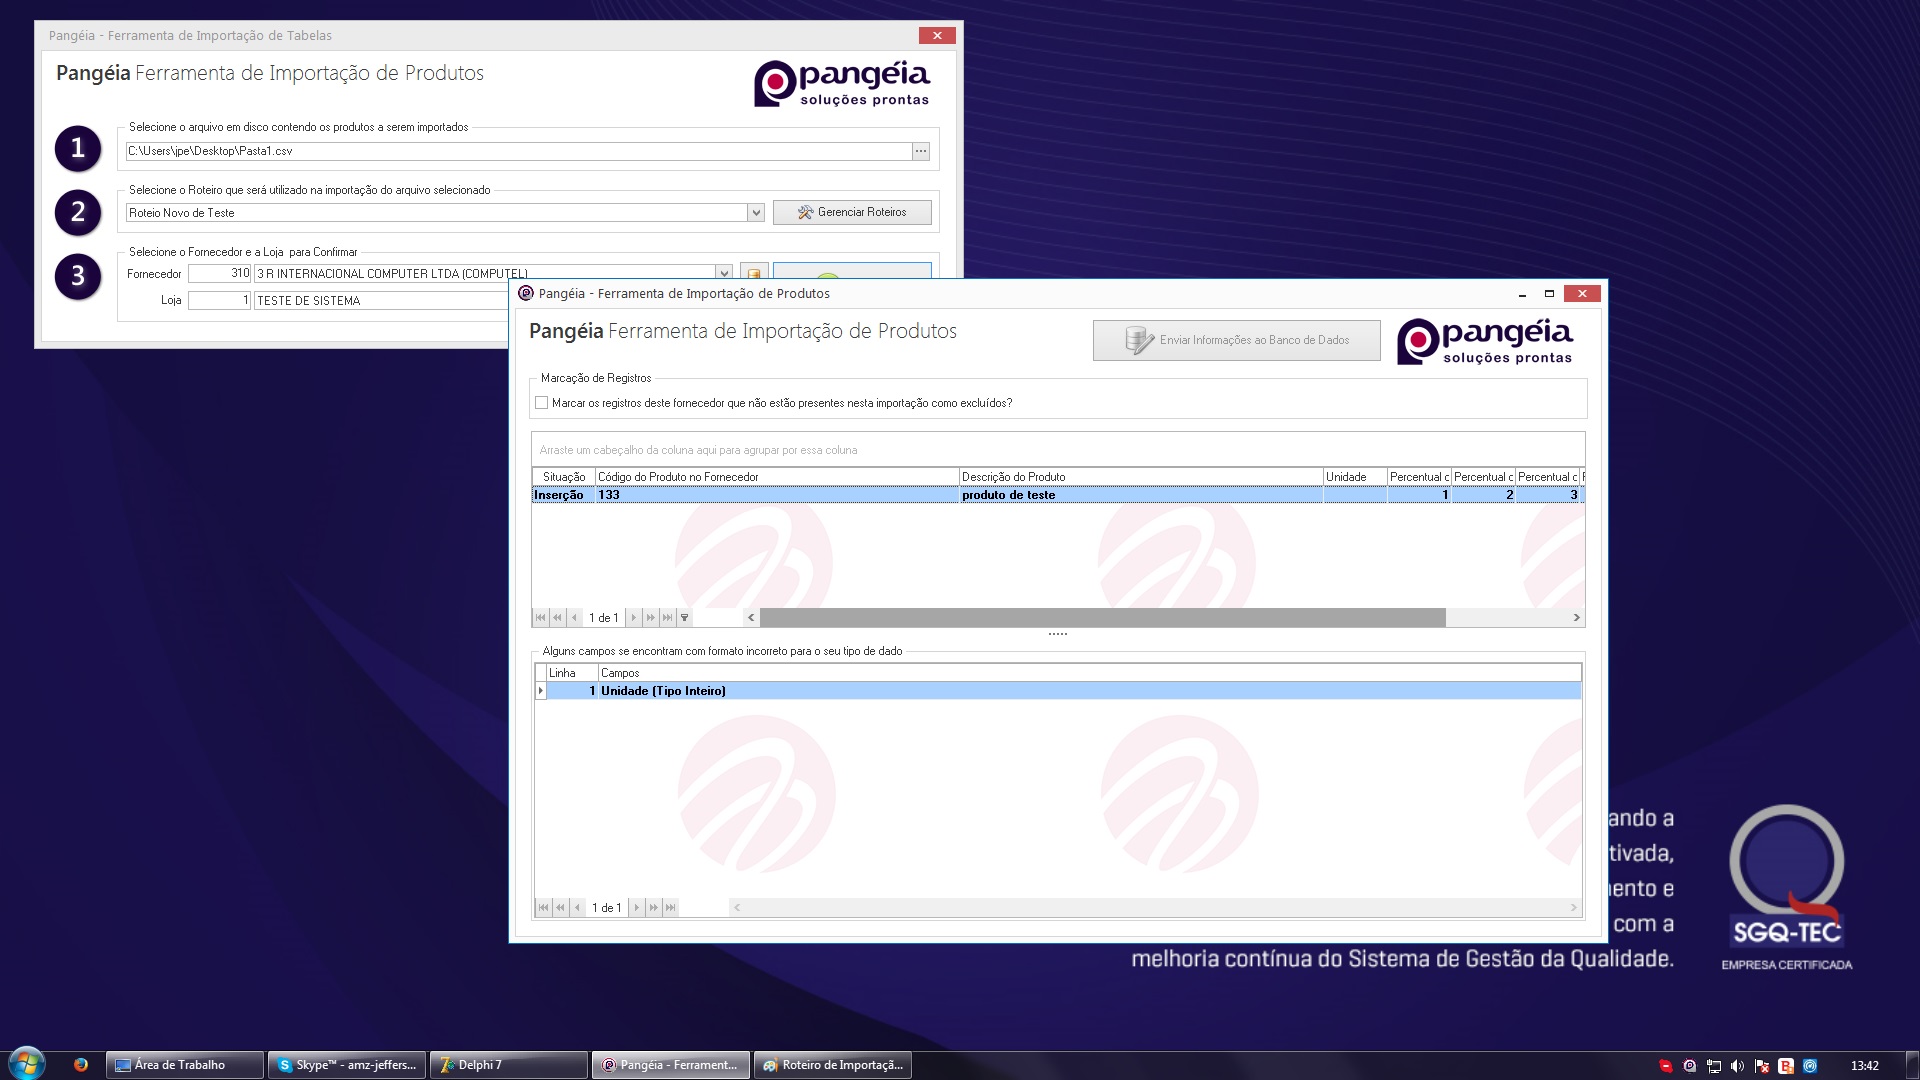 Pangéia - Ferramenta de Importação de Tabelas
Pangéia Ferramenta de Importação de Produtos
pangéia
soluções prontas
1
Selecione o arquivo em disco contendo os produtos a serem importados
C:\Users\jpe\Desktop\Pasta1.csv
...
2
Selecione o Roteiro que será utilizado na importação do arquivo selecionado
Roteio Novo de Teste
Gerenciar Roteiros
3
Selecione o Fornecedor e a Loja para Confirmar
Fornecedor 310 3 R INTERNACIONAL COMPUTER LTDA (COMPUTEL)
Loja 1 TESTE DE SISTEMA
Pangéia - Ferramenta de Importação de Produtos
Pangéia Ferramenta de Importação de Produtos
Enviar Informações ao Banco de Dados
pangéia
soluções prontas
Marcação de Registros
Marcar os registros deste fornecedor que não estão presentes nesta importação como excluídos?
Arraste um cabeçalho da coluna aqui para agrupar por essa coluna
Situação Código do Produto no Fornecedor Descrição do Produto Unidade Percentual c Percentual c Percentual c
Inserção 133 produto de teste 1 2 3
1 de 1
Alguns campos se encontram com formato incorreto para o seu tipo de dado
Linha Campos
1 Unidade (Tipo Inteiro)
1 de 1
ando a
tivada,
ento e
com a
melhoria contínua do Sistema de Gestão da Qualidade.
SGQ-TEC
EMPRESA CERTIFICADA
Área de Trabalho
Skype™ - amz-jeffers...
Delphi 7
Pangéia - Ferrament...
Roteiro de Importaçã...
13:42